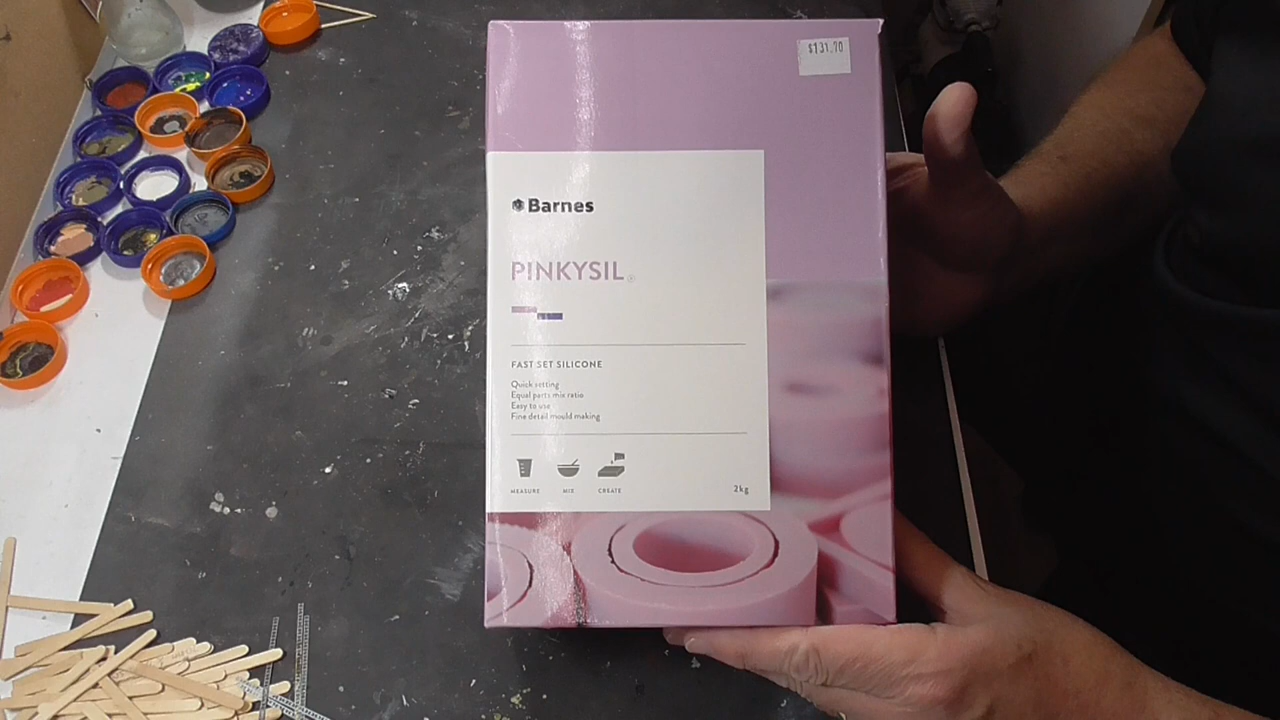 $131.70
Barnes
PINKYSIL®
FAST SET SILICONE
Quick setting
Equal parts mix ratio
Easy to use
Fine detail mould making
MEASURE MIX CREATE
2kg